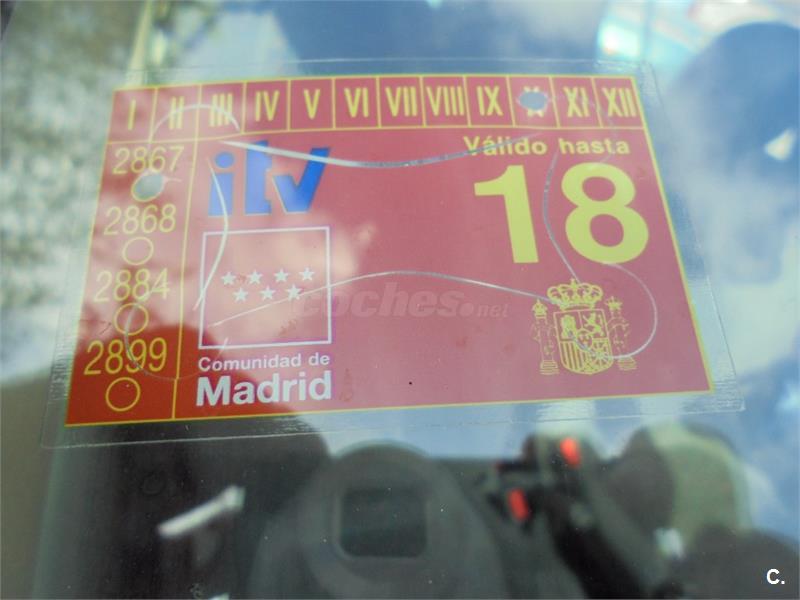 I II III IV V VI VII VIII IX X XI XII
2867
itv
Válido hasta
18
2868
2884
2899
coches.net
Comunidad de
Madrid
C.